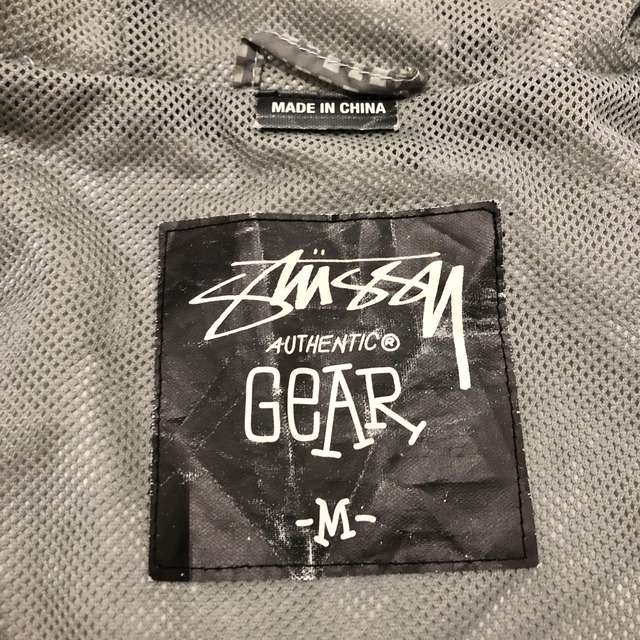 MADE IN CHINA
Stüssy
AUTHENTIC®
GEAR
-M-